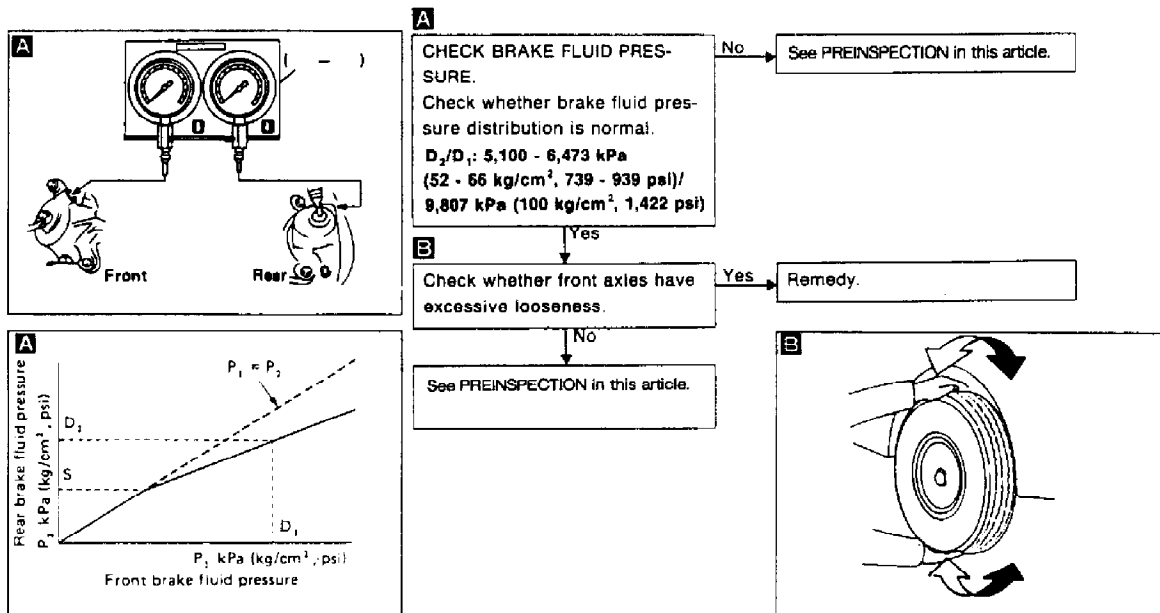 A
( – )
Front
Rear
A
CHECK BRAKE FLUID PRES-
SURE.
Check whether brake fluid pres-
sure distribution is normal.
D₂/D₁: 5,100 - 6,473 kPa
(52 - 66 kg/cm², 739 - 939 psi)/
9,807 kPa (100 kg/cm², 1,422 psi)
No
See PREINSPECTION in this article.
Yes
B
Check whether front axles have
excessive looseness.
Yes
Remedy.
No
See PREINSPECTION in this article.
A
Rear brake fluid pressure
kPa (kg/cm², psi)
P₁ = P₂
S
D₁
kPa (kg/cm², psi)
Front brake fluid pressure
B